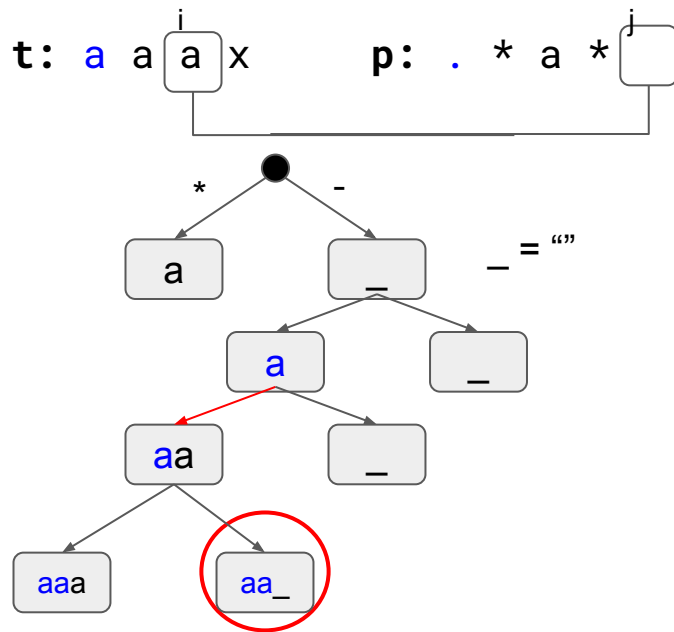 i j
t: a a a x p: . * a *
* -
a _ _ = “”
a _
aa _
aaa aa_